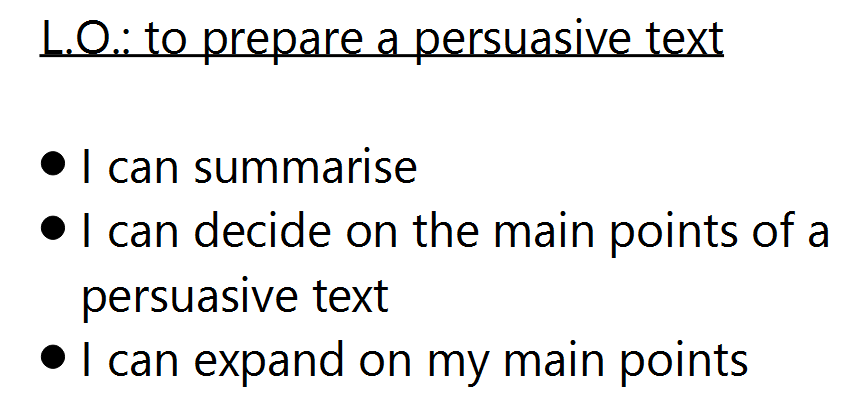 L.O.: to prepare a persuasive text
● I can summarise
● I can decide on the main points of a
persuasive text
● I can expand on my main points